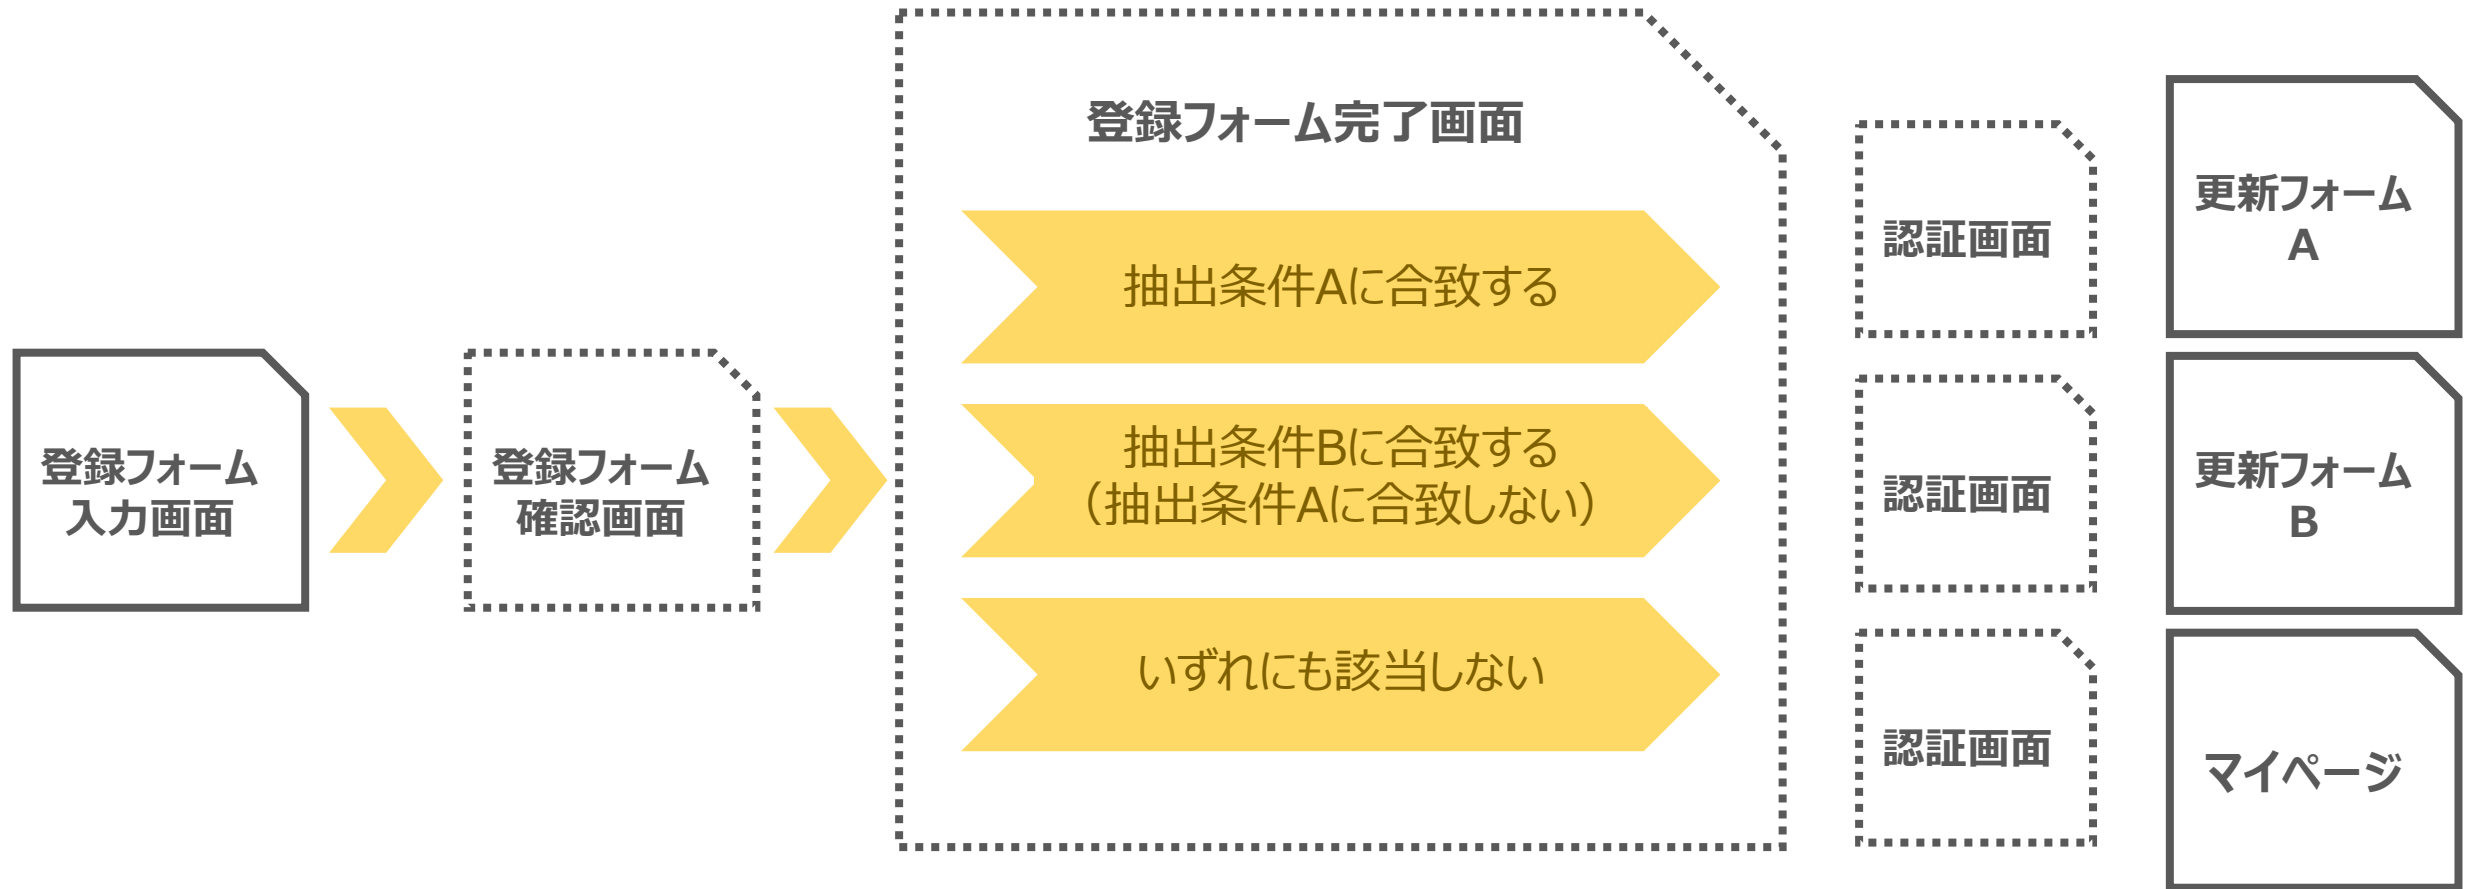 登録フォーム
入力画面
登録フォーム
確認画面
登録フォーム完了画面
抽出条件Aに合致する
抽出条件Bに合致する
（抽出条件Aに合致しない）
いずれにも該当しない
認証画面
更新フォーム
A
認証画面
更新フォーム
B
認証画面
マイページ